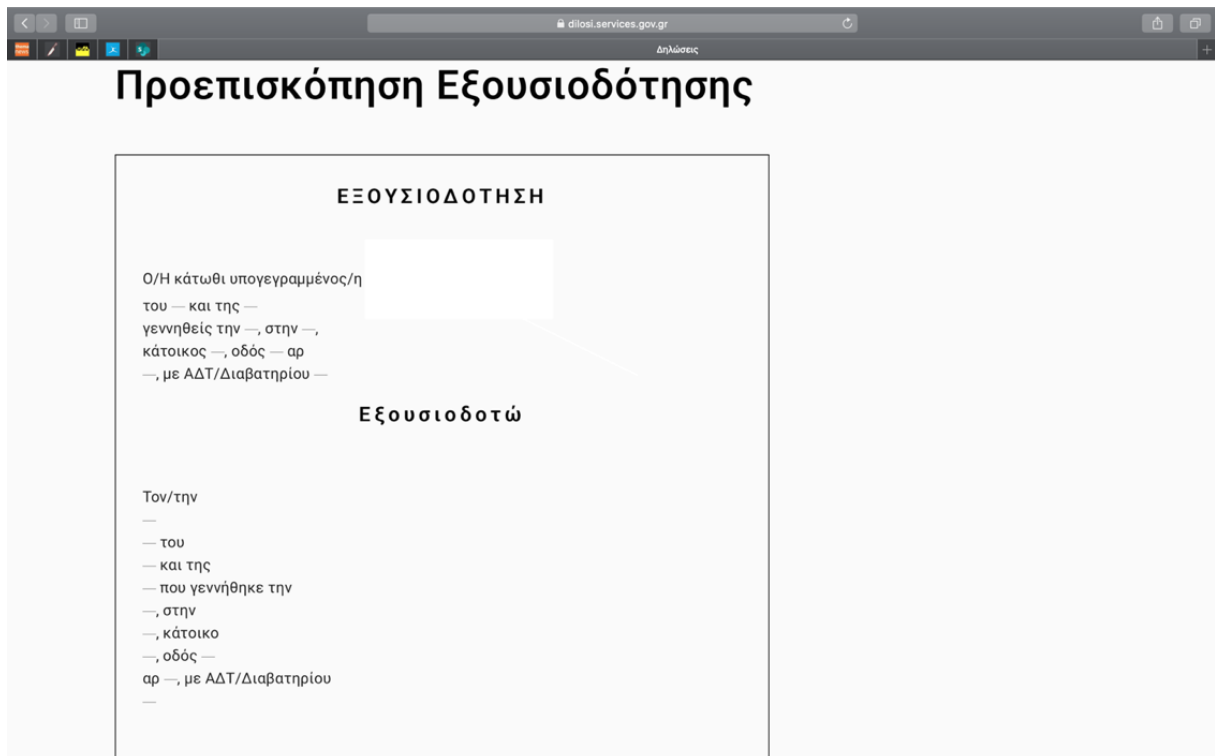 dilosi.services.gov.gr
Δηλώσεις
Προεπισκόπηση Εξουσιοδότησης
ΕΞΟΥΣΙΟΔΟΤΗΣΗ
Ο/Η κάτωθι υπογεγραμμένος/η
του — και της —
γεννηθείς την —, στην —,
κάτοικος —, οδός — αρ
—, με ΑΔΤ/Διαβατηρίου —
Εξουσιοδοτώ
Τον/την
—
— του
— και της
— που γεννήθηκε την
—, στην
—, κάτοικο
—, οδός —
αρ —, με ΑΔΤ/Διαβατηρίου
—